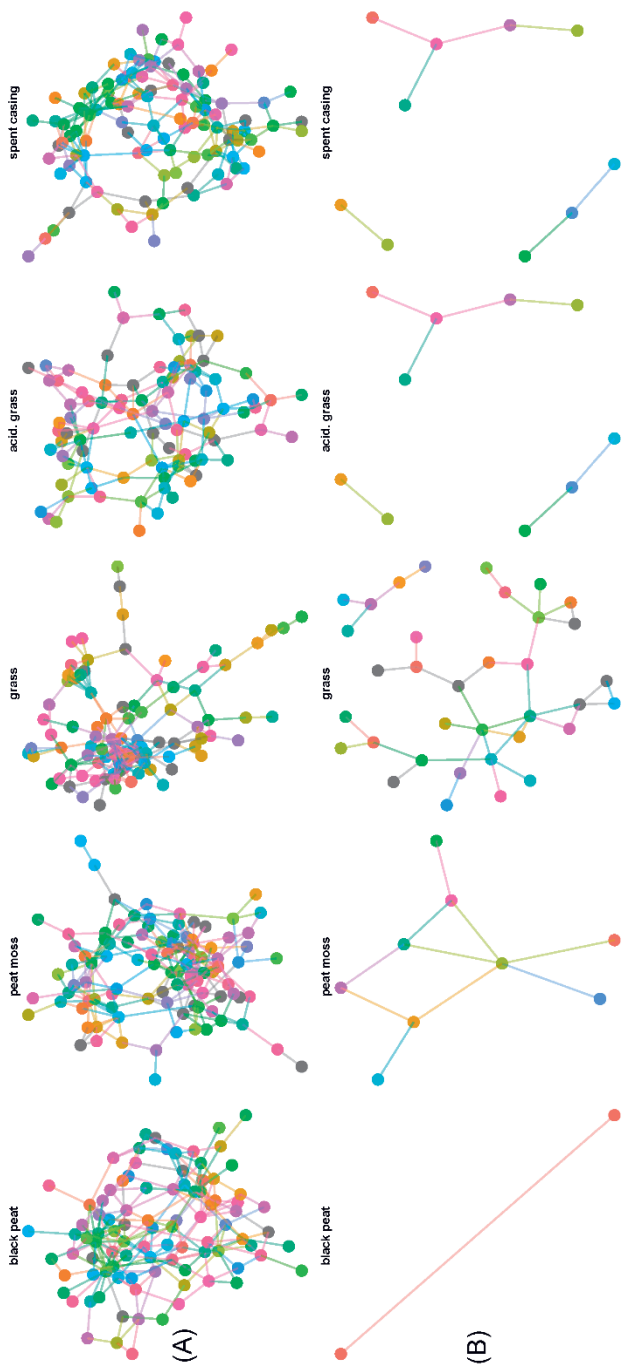 black peat
peat moss
grass
acid. grass
spent casing
(A)
black peat
peat moss
grass
acid. grass
spent casing
(B)